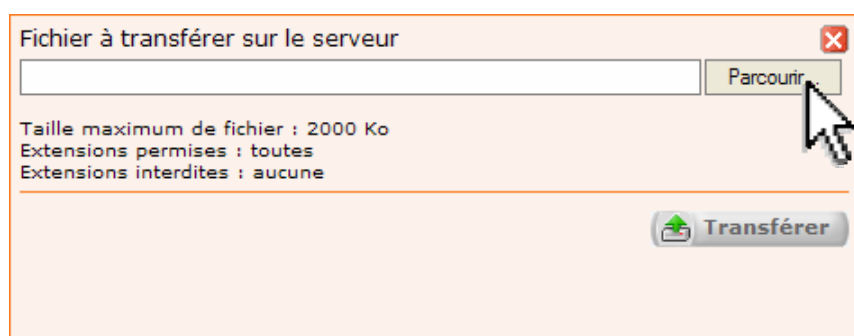 Fichier à transférer sur le serveur
Parcourir...
Taille maximum de fichier : 2000 Ko
Extensions permises : toutes
Extensions interdites : aucune
Transférer